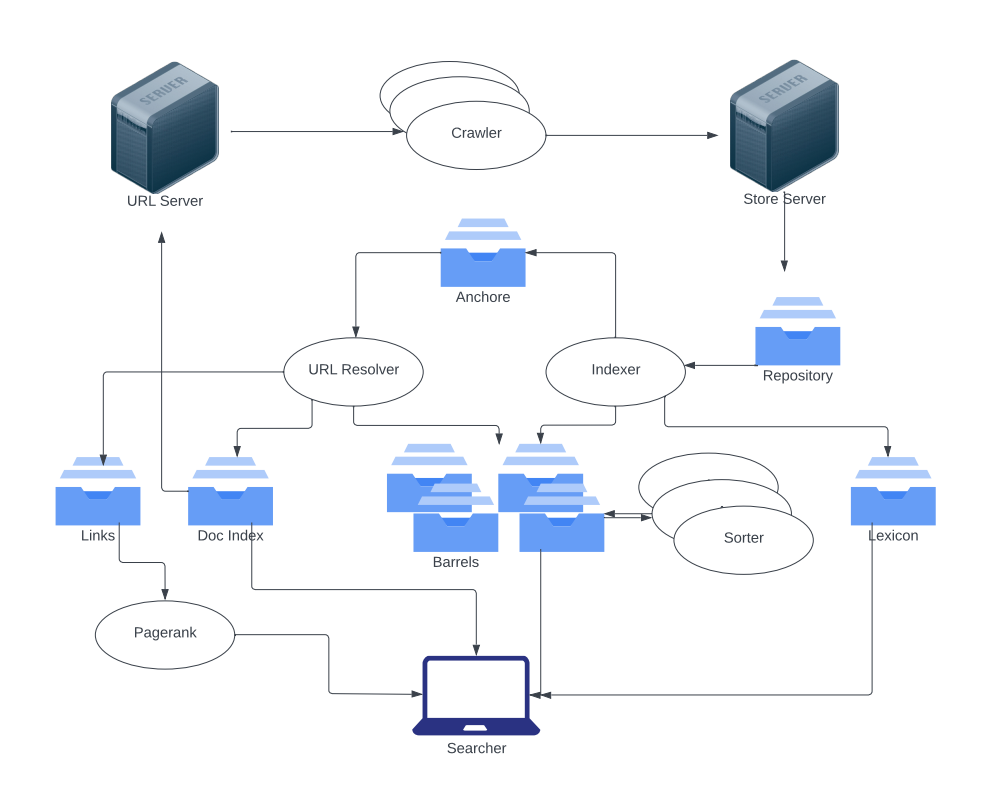 SERVER
SERVER
Crawler
URL Server
Store Server
Anchore
URL Resolver
Indexer
Repository
Links
Doc Index
Barrels
Sorter
Lexicon
Pagerank
Searcher